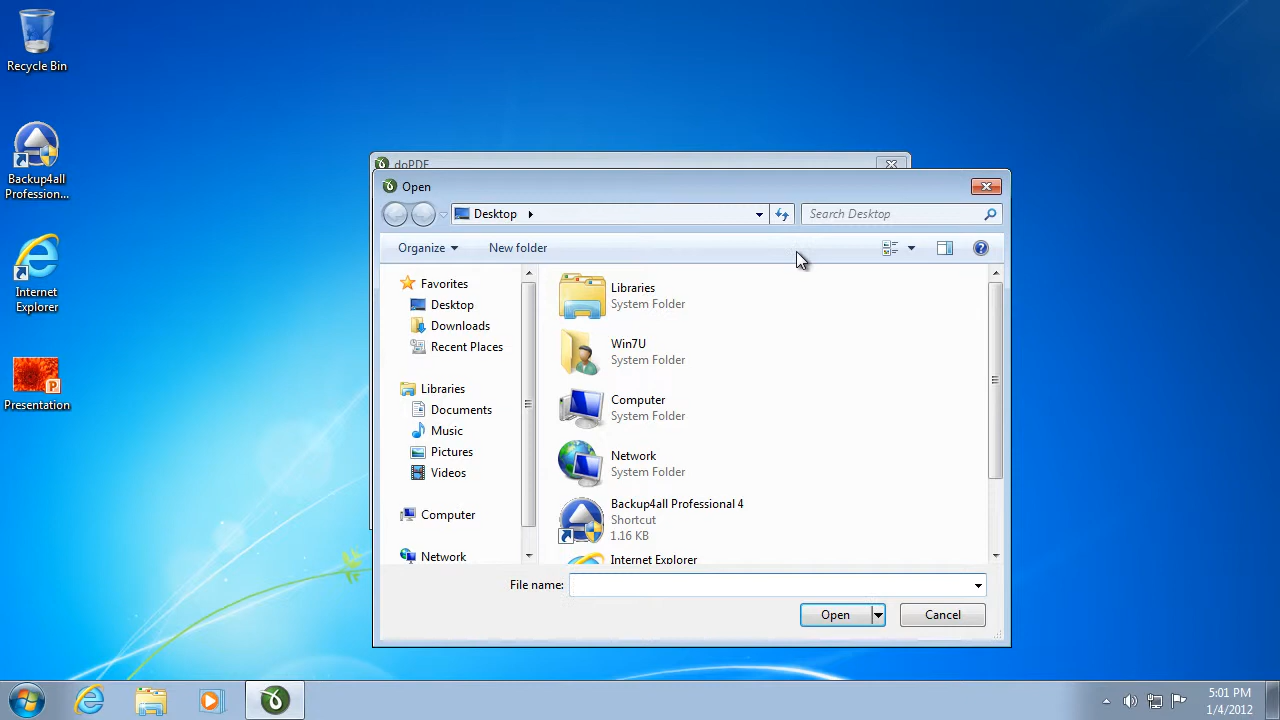 Recycle Bin
Backup4all
Profession...
Internet
Explorer
Presentation
doPDF
Open
Desktop
Search Desktop
Organize
New folder
Favorites
Desktop
Downloads
Recent Places
Libraries
Documents
Music
Pictures
Videos
Computer
Network
Libraries
System Folder
Win7U
System Folder
Computer
System Folder
Network
System Folder
Backup4all Professional 4
Shortcut
1.16 KB
Internet Explorer
File name:
Open
Cancel
5:01 PM
1/4/2012